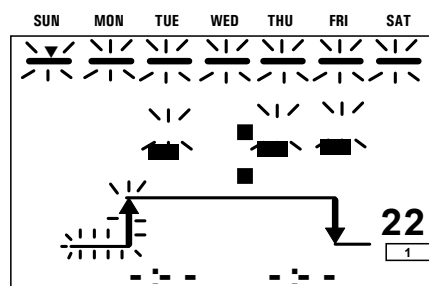 SUN MON TUE WED THU FRI SAT
22
1
--:-- --:--